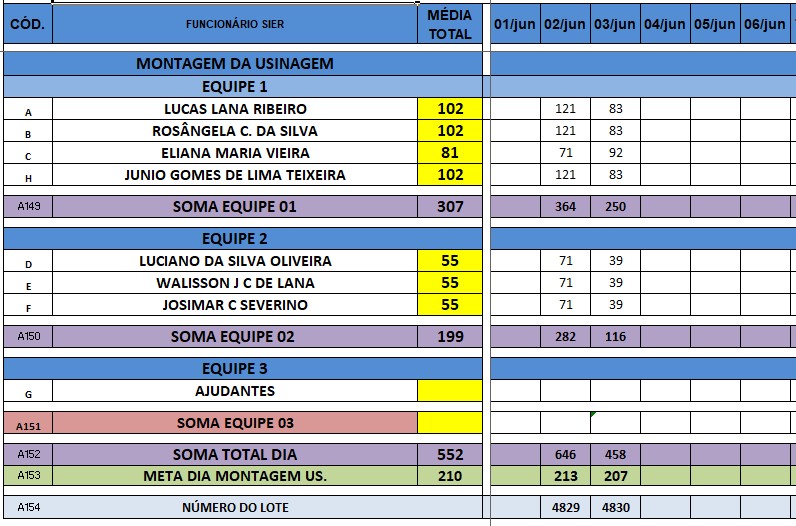 CÓD. FUNCIONÁRIO SIER MÉDIA TOTAL 01/jun 02/jun 03/jun 04/jun 05/jun 06/jun
MONTAGEM DA USINAGEM
EQUIPE 1
A LUCAS LANA RIBEIRO 102 121 83
B ROSÂNGELA C. DA SILVA 102 121 83
C ELIANA MARIA VIEIRA 81 71 92
H JUNIO GOMES DE LIMA TEIXEIRA 102 121 83
A149 SOMA EQUIPE 01 307 364 250
EQUIPE 2
D LUCIANO DA SILVA OLIVEIRA 55 71 39
E WALISSON J C DE LANA 55 71 39
F JOSIMAR C SEVERINO 55 71 39
A150 SOMA EQUIPE 02 199 282 116
EQUIPE 3
G AJUDANTES
A151 SOMA EQUIPE 03
A152 SOMA TOTAL DIA 552 646 458
A153 META DIA MONTAGEM US. 210 213 207
A154 NÚMERO DO LOTE 4829 4830